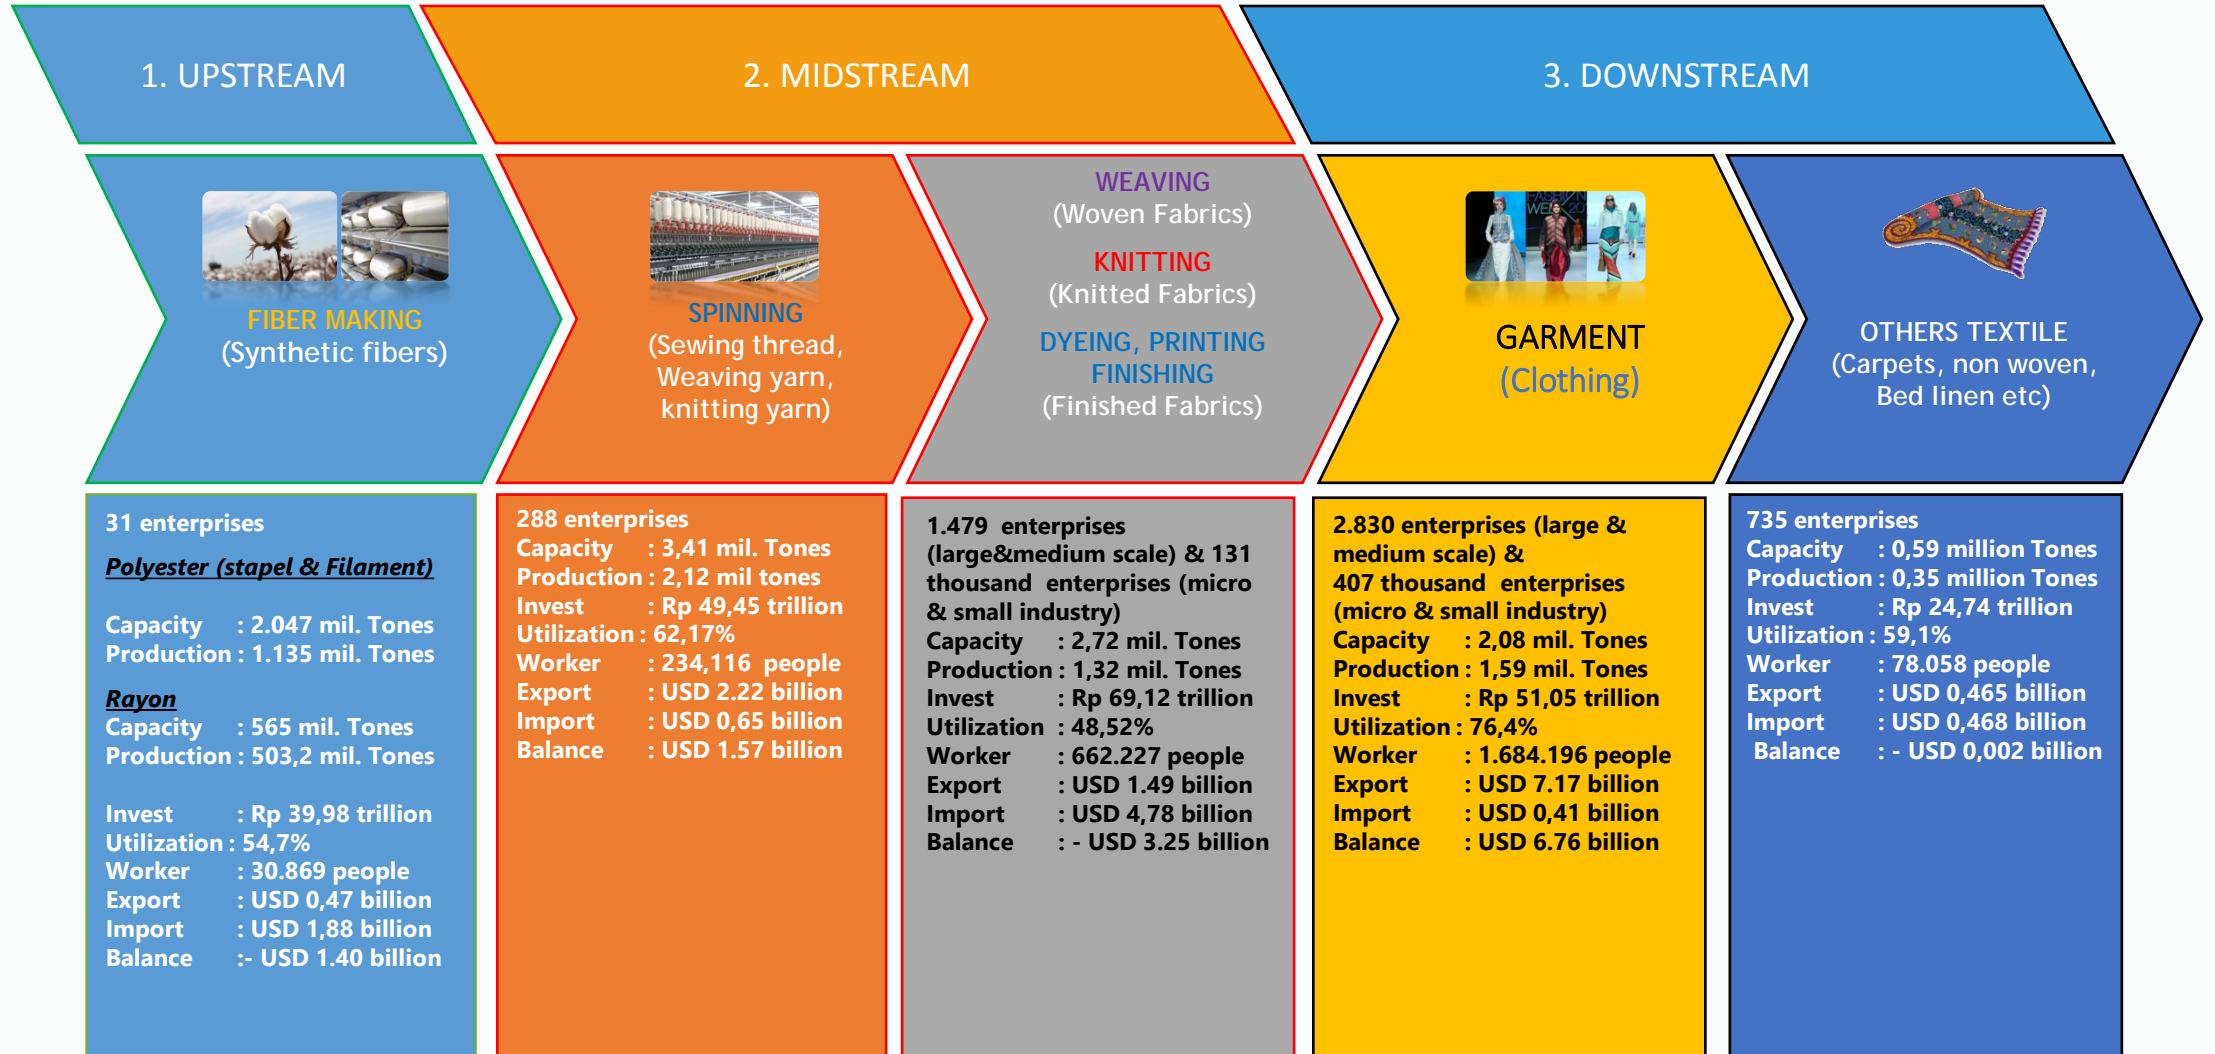 1. UPSTREAM
2. MIDSTREAM
3. DOWNSTREAM
FIBER MAKING
(Synthetic fibers)
SPINNING
(Sewing thread,
Weaving yarn,
knitting yarn)
WEAVING
(Woven Fabrics)
KNITTING
(Knitted Fabrics)
DYEING, PRINTING
FINISHING
(Finished Fabrics)
GARMENT
(Clothing)
OTHERS TEXTILE
(Carpets, non woven,
Bed linen etc)
31 enterprises
Polyester (stapel & Filament)
Capacity : 2.047 mil. Tones
Production : 1.135 mil. Tones
Rayon
Capacity : 565 mil. Tones
Production : 503,2 mil. Tones
Invest : Rp 39,98 trillion
Utilization : 54,7%
Worker : 30.869 people
Export : USD 0,47 billion
Import : USD 1,88 billion
Balance :- USD 1.40 billion
288 enterprises
Capacity : 3,41 mil. Tones
Production : 2,12 mil tones
Invest : Rp 49,45 trillion
Utilization : 62,17%
Worker : 234,116 people
Export : USD 2.22 billion
Import : USD 0,65 billion
Balance : USD 1.57 billion
1.479 enterprises
(large&medium scale) & 131
thousand enterprises (micro
& small industry)
Capacity : 2,72 mil. Tones
Production : 1,32 mil. Tones
Invest : Rp 69,12 trillion
Utilization : 48,52%
Worker : 662.227 people
Export : USD 1.49 billion
Import : USD 4,78 billion
Balance : - USD 3.25 billion
2.830 enterprises (large &
medium scale) &
407 thousand enterprises
(micro & small industry)
Capacity : 2,08 mil. Tones
Production : 1,59 mil. Tones
Invest : Rp 51,05 trillion
Utilization : 76,4%
Worker : 1.684.196 people
Export : USD 7.17 billion
Import : USD 0,41 billion
Balance : USD 6.76 billion
735 enterprises
Capacity : 0,59 million Tones
Production : 0,35 million Tones
Invest : Rp 24,74 trillion
Utilization : 59,1%
Worker : 78.058 people
Export : USD 0,465 billion
Import : USD 0,468 billion
Balance : - USD 0,002 billion